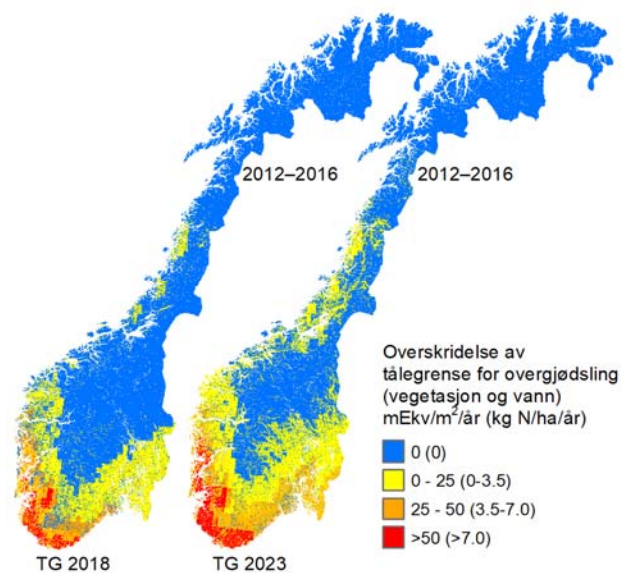 2012–2016
2012–2016
Overskridelse av
tålegrense for overgjødsling
(vegetasjon og vann)
mEkv/m²/år (kg N/ha/år)
0 (0)
0 - 25 (0-3.5)
25 - 50 (3.5-7.0)
>50 (>7.0)
TG 2018
TG 2023